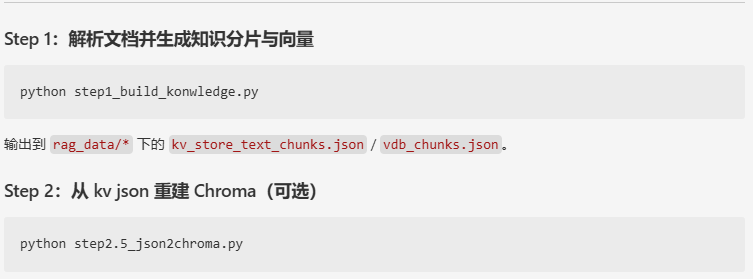 Step 1：解析文档并生成知识分片与向量
python step1_build_konwledge.py
输出到 rag_data/* 下的 kv_store_text_chunks.json / vdb_chunks.json。
Step 2：从 kv json 重建 Chroma（可选）
python step2.5_json2chroma.py